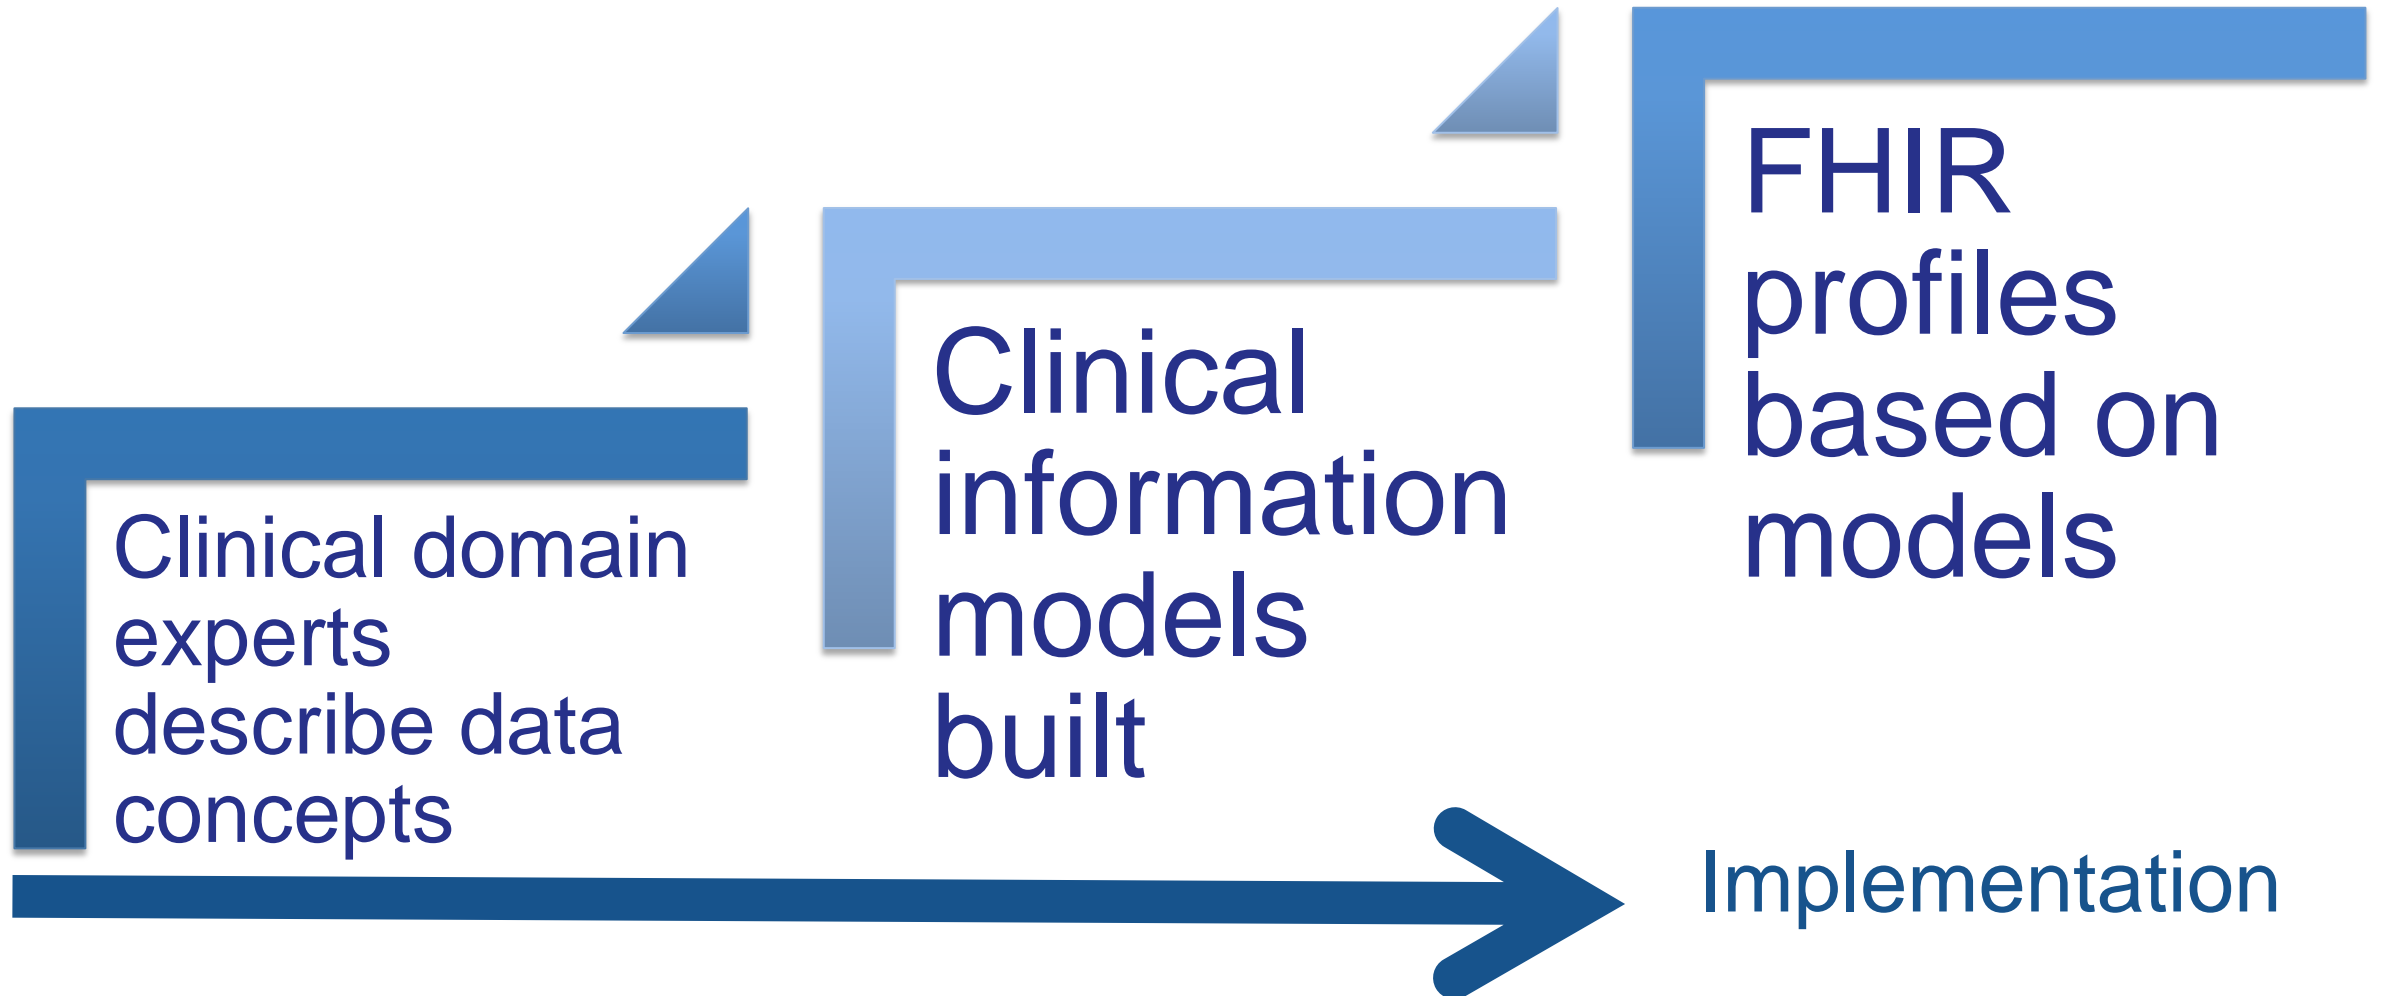 Clinical domain
experts
describe data
concepts
Clinical
information
models
built
FHIR
profiles
based on
models
Implementation